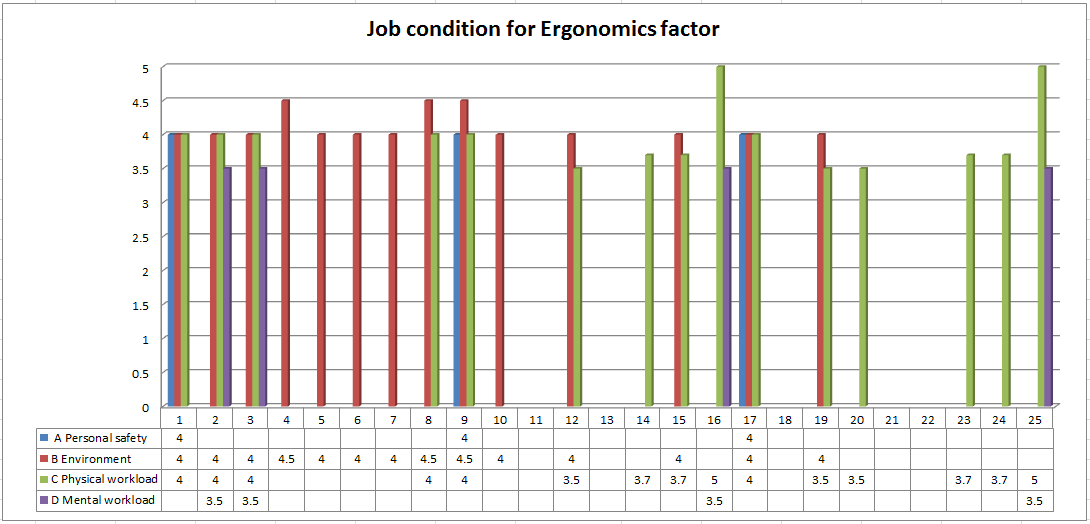 Job condition for Ergonomics factor
5
4.5
4
3.5
3
2.5
2
1.5
1
0.5
0
1 2 3 4 5 6 7 8 9 10 11 12 13 14 15 16 17 18 19 20 21 22 23 24 25
A Personal safety 4 4 4
B Environment 4 4 4 4.5 4 4 4 4.5 4.5 4 4 4 4 4
C Physical workload 4 4 4 4 4 3.5 3.7 3.7 5 4 3.5 3.5 3.7 3.7 5
D Mental workload 3.5 3.5 3.5 3.5